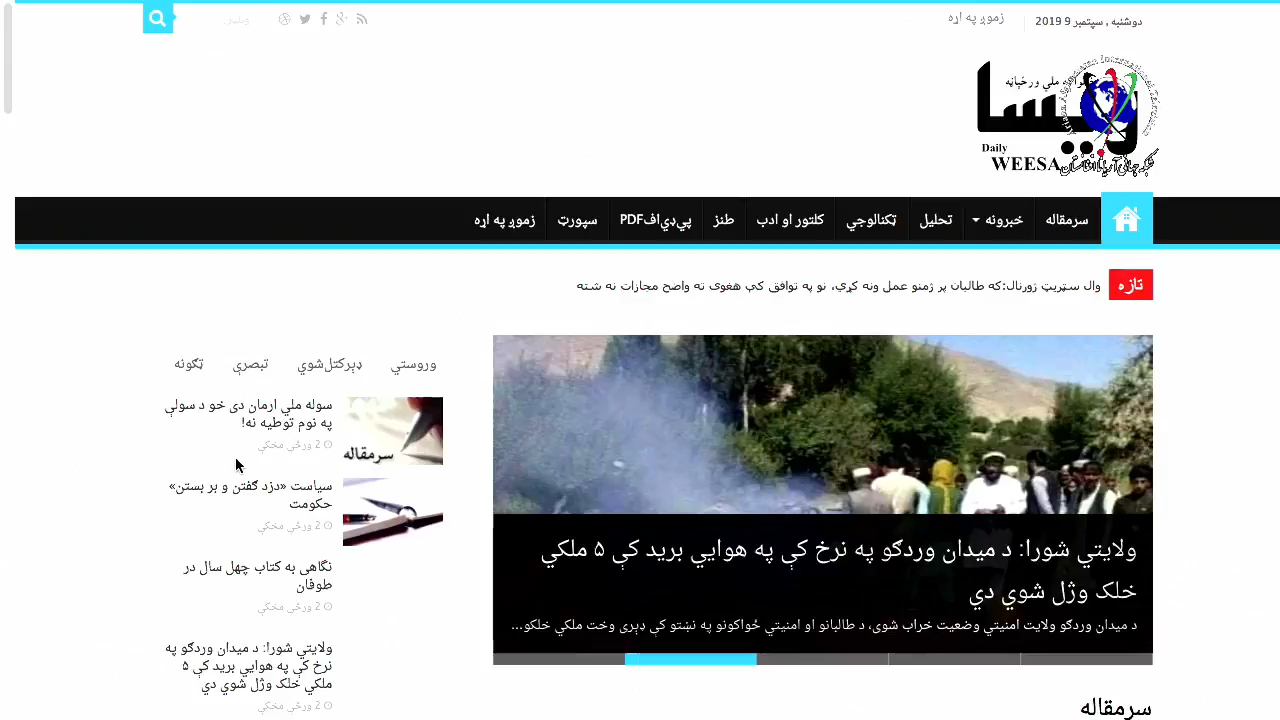 دوشنبه , سپتمبر 9 2019
زموږ په اړه
ویسا
Daily
WEESA
سرمقاله
خبرونه
تحلیل
ټکنالوجي
کلتور او ادب
طنز
پي‌ډي‌افPDF
سپورټ
زموږ په اړه
تازه
وال سټریټ ژورنال:که طالبان پر ژمنو عمل ونه کړي، نو په توافق کې هغوی ته واضح مجازات نه شته
ولایتي شورا: د میدان وردګو په نرخ کې په هوایي برید کې ۵ ملکي
خلک وژل شوي دي
د میدان وردګو ولایت امنیتي وضعیت خراب شوی، د طالبانو او امنیتي ځواکونو په نښتو کې ډېری وخت ملکي خلکو...
سرمقاله
وروستي
ډېرکتل‌شوي
تبصرې
ټګونه
سوله ملي ارمان دی خو د سولې
په نوم توطیه نه!
2 ورځې مخکې
سرمقاله
سیاست «دزد ګفتن و بر بستن»
حکومت
2 ورځې مخکې
نگاهی به کتاب چهل سال در
طوفان
2 ورځې مخکې
ولایتي شورا: د میدان وردګو په
نرخ کې په هوایي برید کې ۵
ملکي خلک وژل شوي دي
2 ورځې مخکې